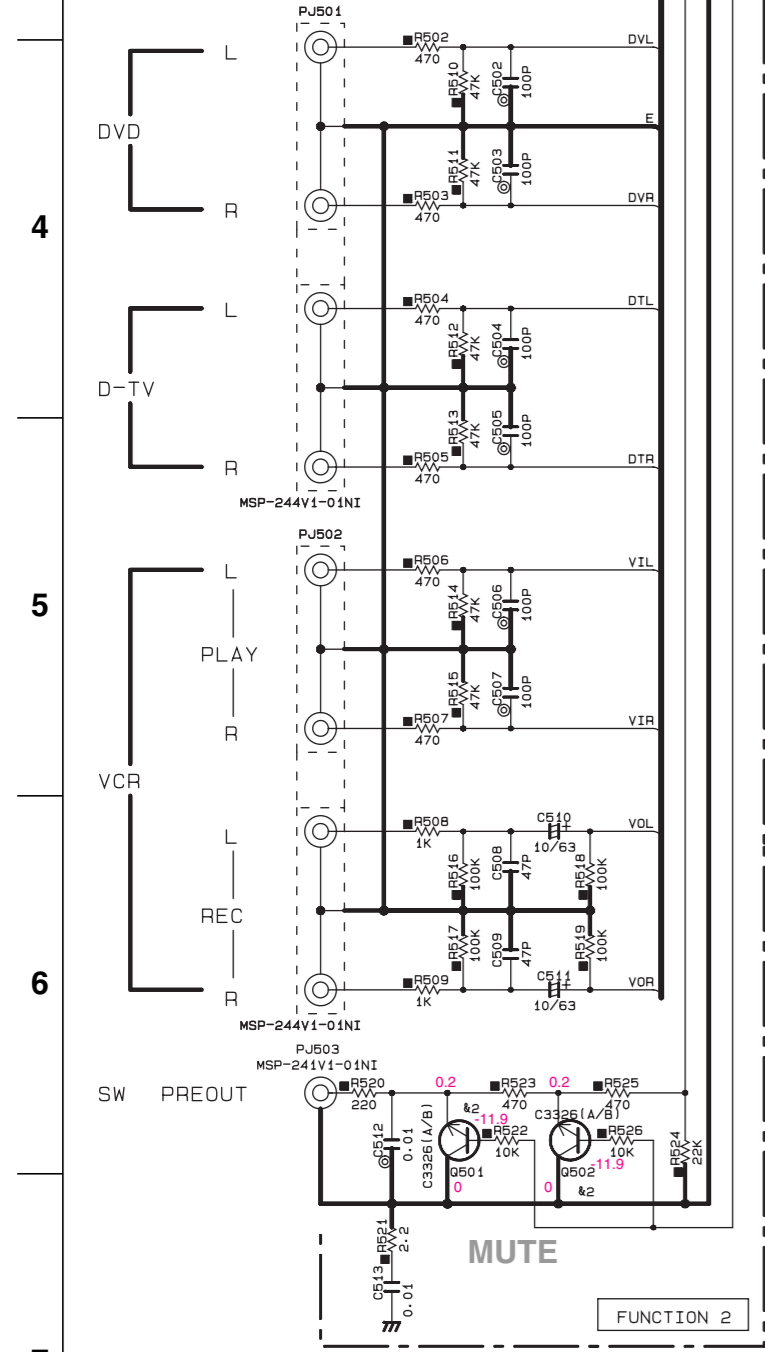 PJ501
R502
470
DVL
L
R510
47K
C502
100P
DVD
E
R511
47K
C503
100P
R503
470
DVR
R
4
L
R504
470
DTL
R512
47K
C504
100P
D-TV
R513
47K
C505
100P
R
R505
470
DTR
MSP-244V1-01NI
PJ502
L
R506
470
VIL
5
R514
47K
C506
100P
PLAY
R515
47K
C507
100P
R507
470
VIR
R
VCR
L
R508
1K
C510
10/63
VOL
R516
100K
C508
47P
R518
100K
REC
R517
100K
C509
47P
R519
100K
6
R
R509
1K
C511
10/63
VOR
MSP-244V1-01NI
PJ503
MSP-241V1-01NI
SW PREOUT
R520
220
0.2
R523
470
0.2
R525
470
C512
0.01
C3326(A/B)
&2
-11.9
R522
10K
C3326(A/B)
R526
10K
R524
22K
Q501
0
Q502
-11.9
0
&2
R521
2.2
MUTE
C513
0.01
FUNCTION 2